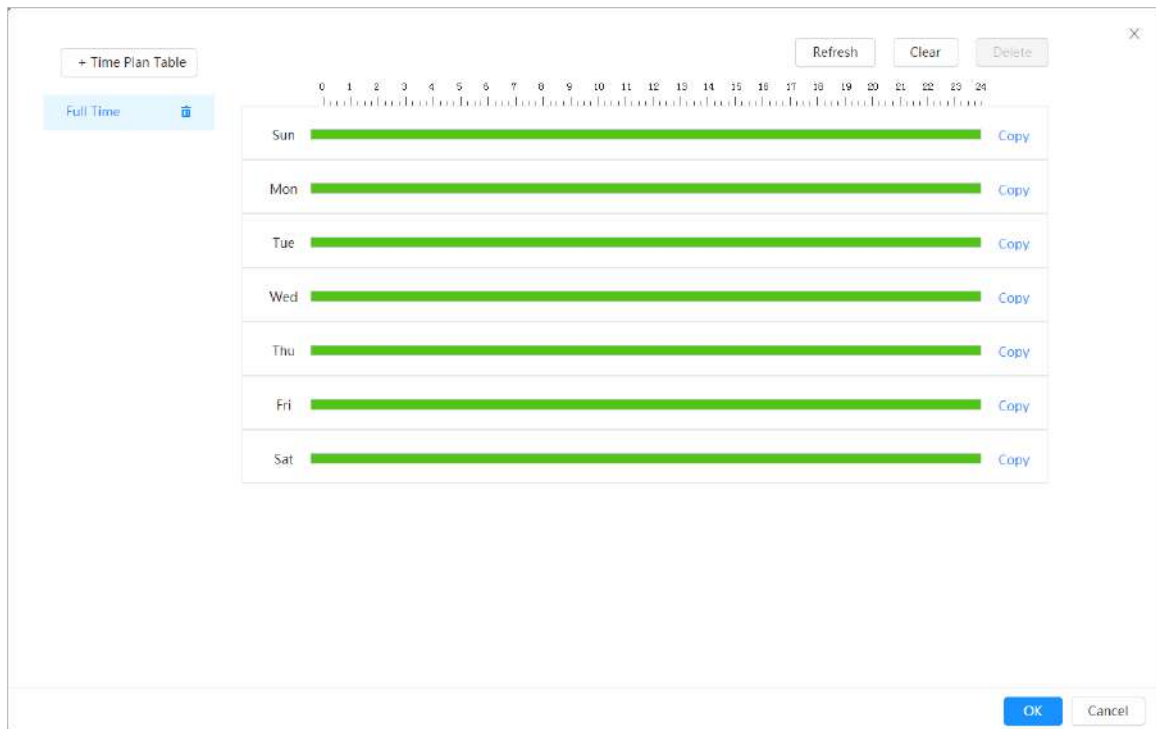 X
+ Time Plan Table
Refresh Clear Delete
0 1 2 3 4 5 6 7 8 9 10 11 12 13 14 15 16 17 18 19 20 21 22 23 24
Full Time
Sun Copy
Mon Copy
Tue Copy
Wed Copy
Thu Copy
Fri Copy
Sat Copy
OK Cancel